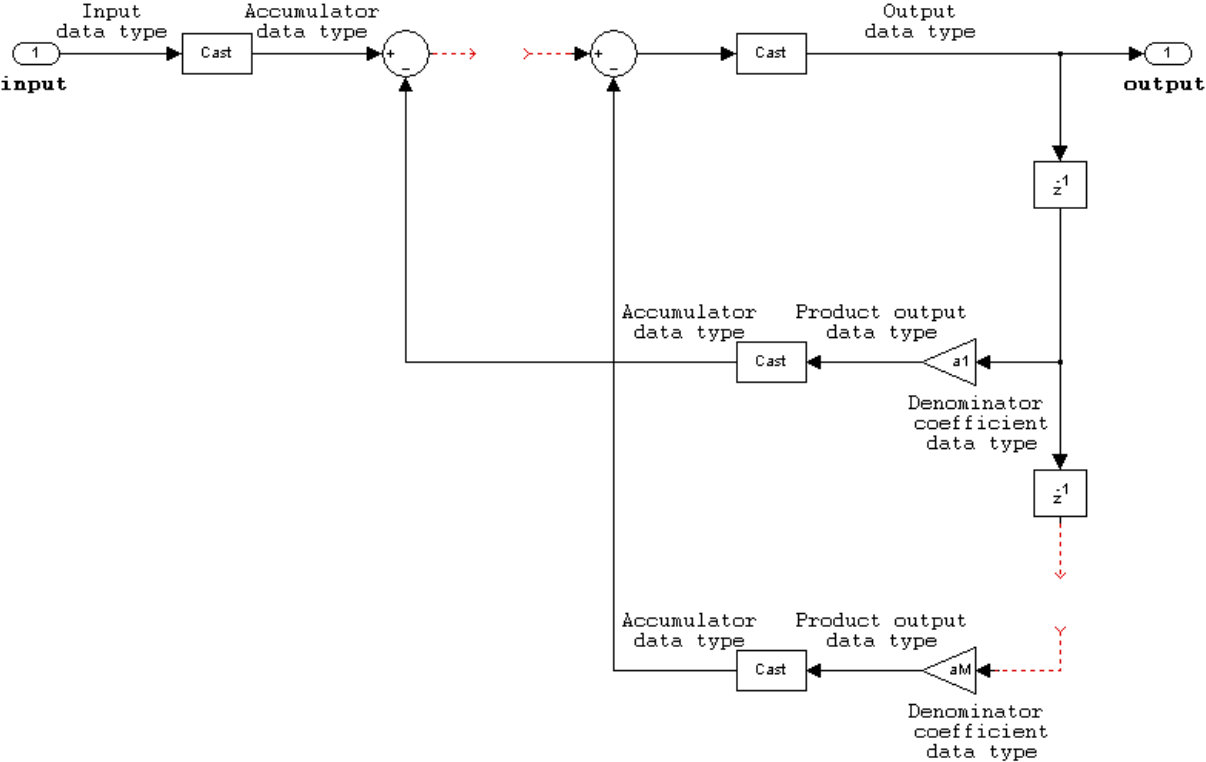 Input
data type
Accumulator
data type
Output
data type
1
Cast
+
−
+
−
Cast
1
input
output
z-1
Accumulator
data type
Product output
data type
Cast
a1
Denominator
coefficient
data type
z-1
Accumulator
data type
Product output
data type
Cast
aM
Denominator
coefficient
data type